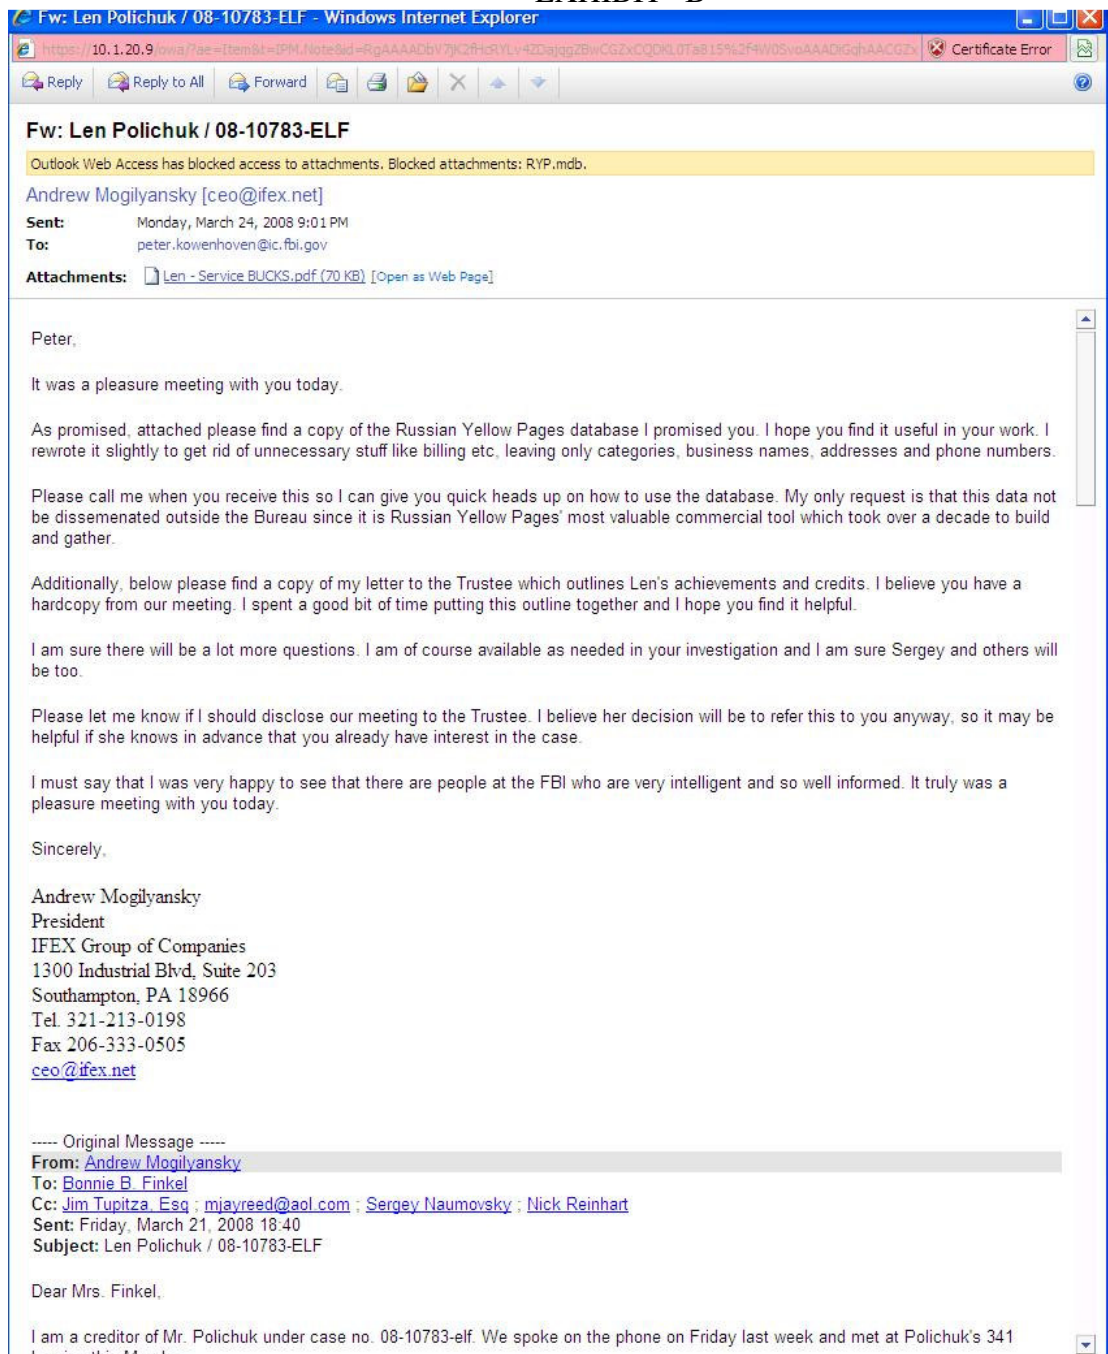 EXHIBIT B
Fw: Len Polichuk / 08-10783-ELF - Windows Internet Explorer
Certificate Error
Reply Reply to All Forward
Fw: Len Polichuk / 08-10783-ELF
Outlook Web Access has blocked access to attachments. Blocked attachments: RYP.mdb.
Andrew Mogilyansky [ceo@ifex.net]
Sent: Monday, March 24, 2008 9:01 PM
To: peter.kowenhoven@ic.fbi.gov
Attachments: Len - Service BUCKS.pdf (70 KB) [Open as Web Page]
Peter,
It was a pleasure meeting with you today.
As promised, attached please find a copy of the Russian Yellow Pages database I promised you. I hope you find it useful in your work. I
rewrote it slightly to get rid of unnecessary stuff like billing etc, leaving only categories, business names, addresses and phone numbers.
Please call me when you receive this so I can give you quick heads up on how to use the database. My only request is that this data not
be dissemenated outside the Bureau since it is Russian Yellow Pages' most valuable commercial tool which took over a decade to build
and gather.
Additionally, below please find a copy of my letter to the Trustee which outlines Len's achievements and credits. I believe you have a
hardcopy from our meeting. I spent a good bit of time putting this outline together and I hope you find it helpful.
I am sure there will be a lot more questions. I am of course available as needed in your investigation and I am sure Sergey and others will
be too.
Please let me know if I should disclose our meeting to the Trustee. I believe her decision will be to refer this to you anyway, so it may be
helpful if she knows in advance that you already have interest in the case.
I must say that I was very happy to see that there are people at the FBI who are very intelligent and so well informed. It truly was a
pleasure meeting with you today.
Sincerely,
Andrew Mogilyansky
President
IFEX Group of Companies
1300 Industrial Blvd, Suite 203
Southampton, PA 18966
Tel. 321-213-0198
Fax 206-333-0505
ceo@ifex.net
----- Original Message -----
From: Andrew Mogilyansky
To: Bonnie B. Finkel
Cc: Jim Tupitza, Esq ; mjayreed@aol.com ; Sergey Naumovsky ; Nick Reinhart
Sent: Friday, March 21, 2008 18:40
Subject: Len Polichuk / 08-10783-ELF
Dear Mrs. Finkel,
I am a creditor of Mr. Polichuk under case no. 08-10783-elf. We spoke on the phone on Friday last week and met at Polichuk's 341